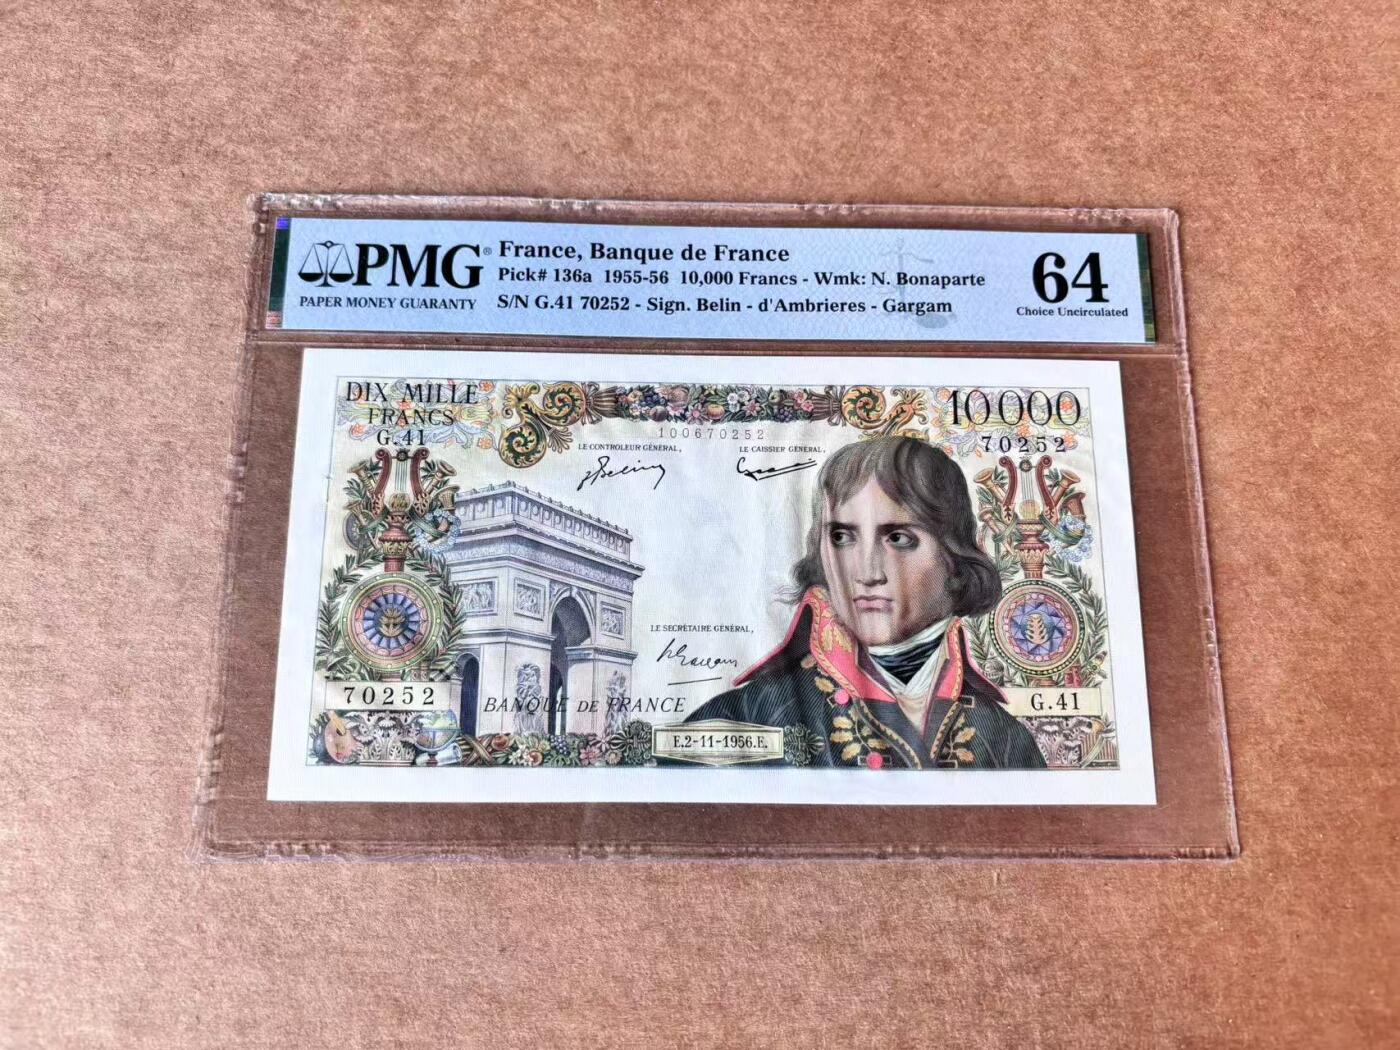 PMG®
PAPER MONEY GUARANTY
France, Banque de France
Pick# 136a 1955-56 10,000 Francs - Wmk: N. Bonaparte
S/N G.41 70252 - Sign. Belin - d'Ambrieres - Gargam
64
Choice Uncirculated
DIX MILLE
FRANCS
G.41
10000
70252
100670252
LE CONTROLEUR GÉNÉRAL,
LE CAISSIER GÉNÉRAL,
LE SECRÉTAIRE GÉNÉRAL,
70252
BANQUE DE FRANCE
G.41
E.2-11-1956.E.